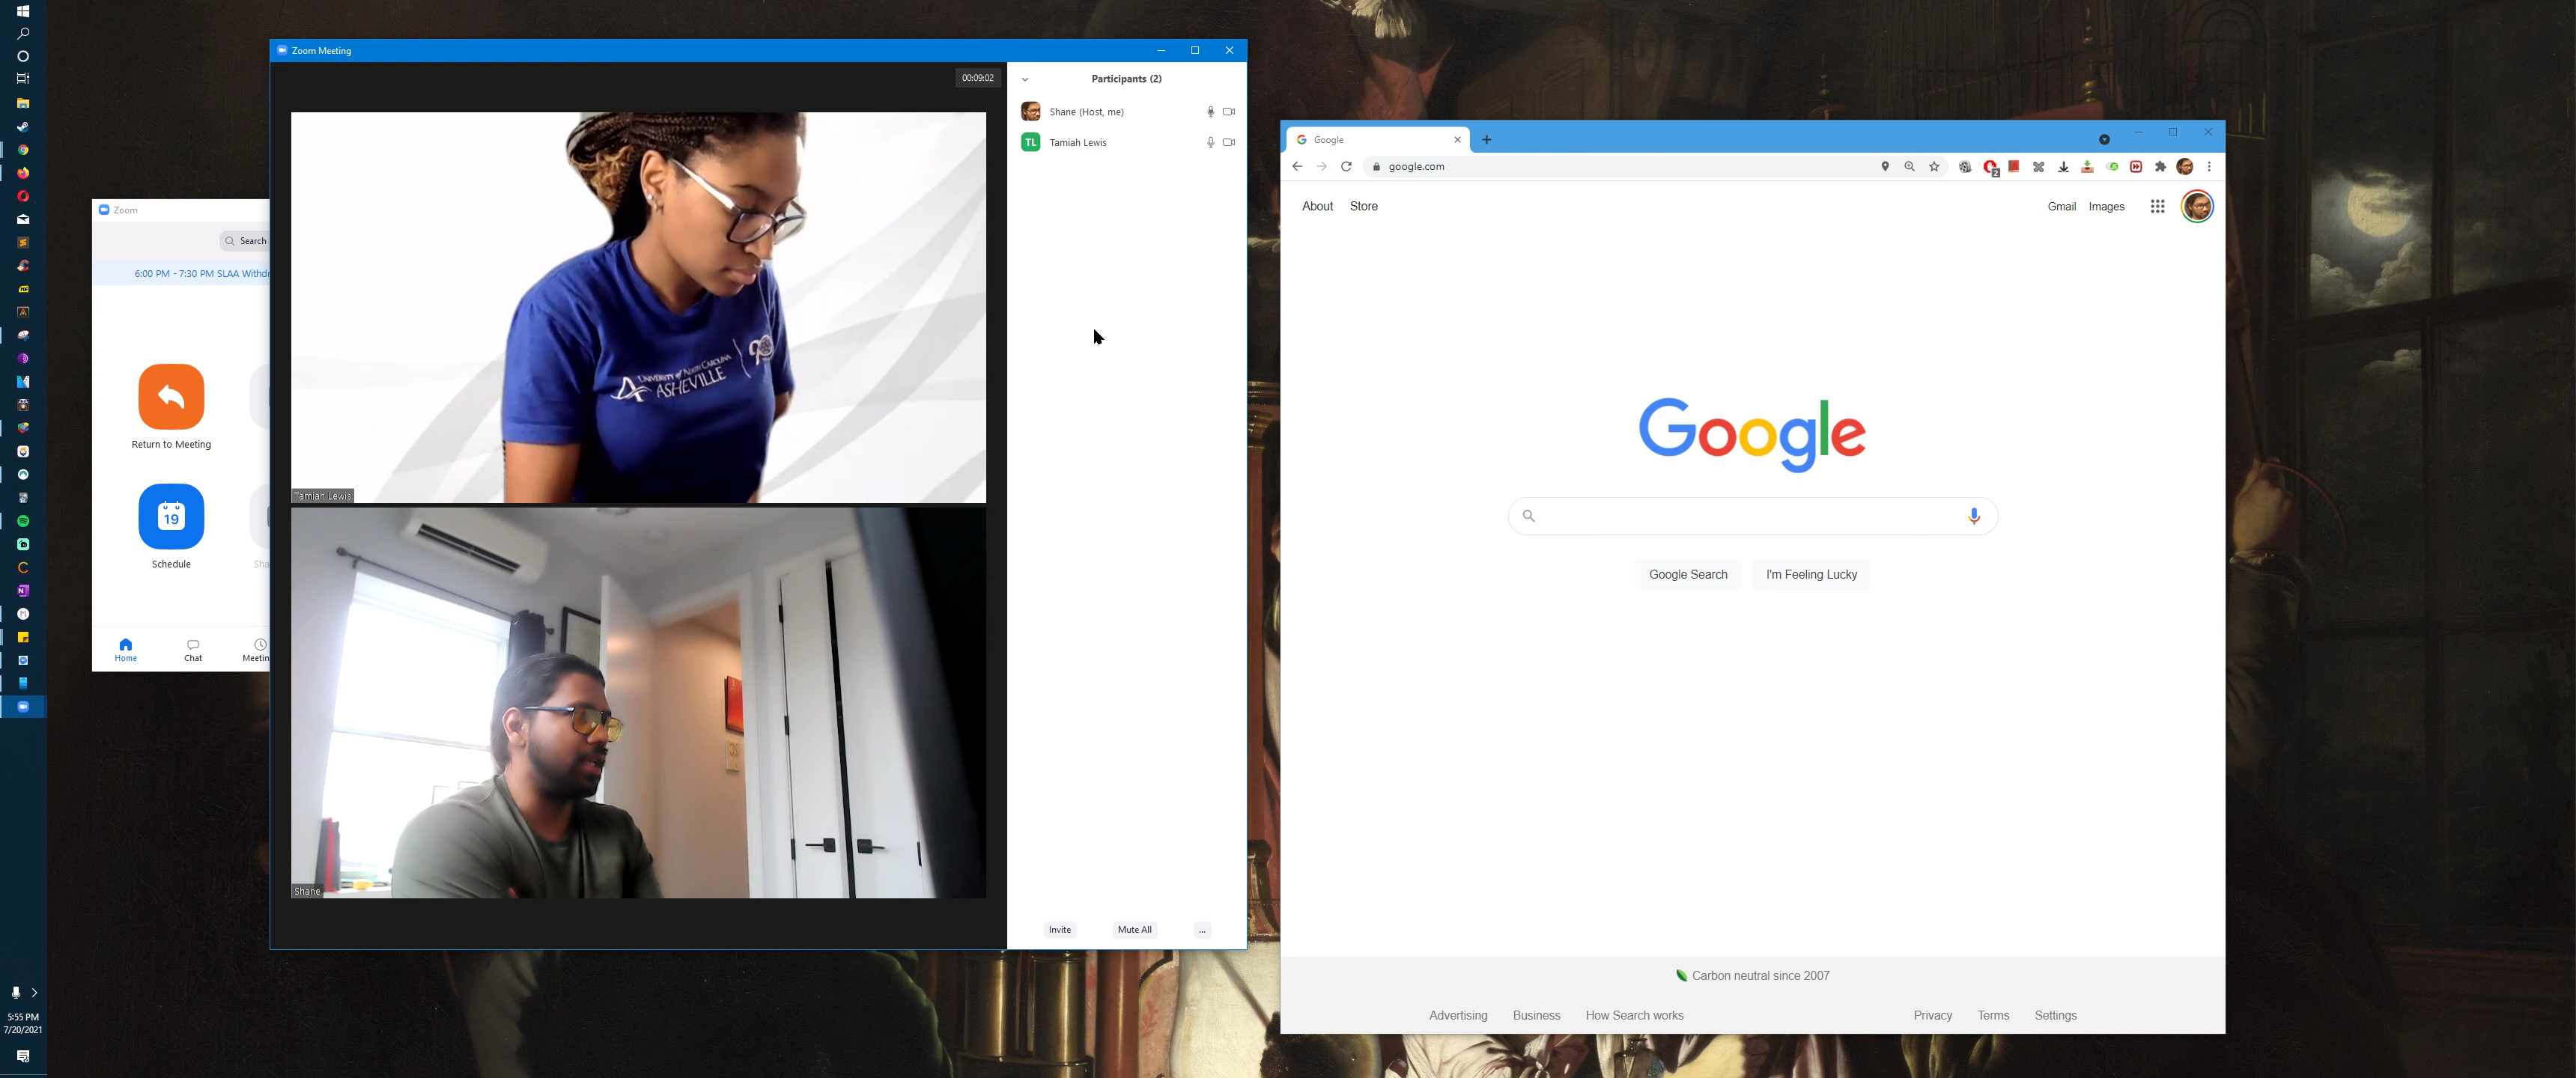 Zoom
Search
6:00 PM - 7:30 PM SLAA Withdr
Return to Meeting
19
Schedule
Sha
Home
Chat
Meetin
5:55 PM
7/20/2021
Zoom Meeting
00:09:02
UNIVERSITY OF NORTH CAROLINA
ASHEVILLE
90
Tamiah Lewis
Shane
Participants (2)
Shane (Host, me)
TL Tamiah Lewis
Invite
Mute All
...
Google
google.com
2
About
Store
Gmail
Images
Google
Google Search
I'm Feeling Lucky
Carbon neutral since 2007
Advertising
Business
How Search works
Privacy
Terms
Settings